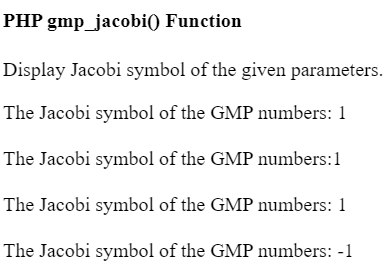 PHP gmp_jacobi() Function
Display Jacobi symbol of the given parameters.
The Jacobi symbol of the GMP numbers: 1
The Jacobi symbol of the GMP numbers:1
The Jacobi symbol of the GMP numbers: 1
The Jacobi symbol of the GMP numbers: -1